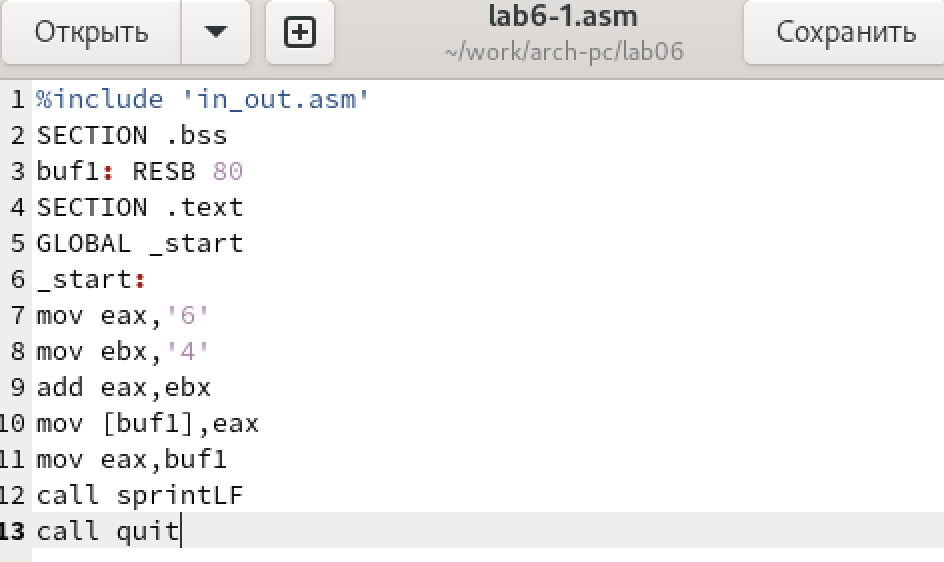 Открыть
lab6-1.asm
~/work/arch-pc/lab06
Сохранить
1 %include 'in_out.asm'
2 SECTION .bss
3 buf1: RESB 80
4 SECTION .text
5 GLOBAL _start
6 _start:
7 mov eax,'6'
8 mov ebx,'4'
9 add eax,ebx
10 mov [buf1],eax
11 mov eax,buf1
12 call sprintLF
13 call quit